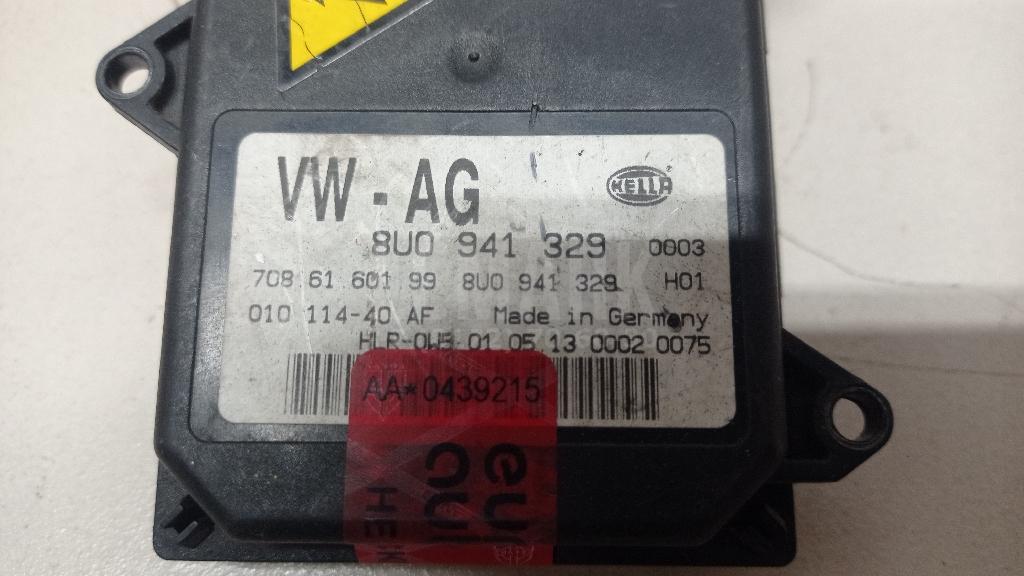 VW - AG
HELLA
8U0 941 329 0003
708 61 601 99 8U0 941 329 H01
010 114-40 AF Made in Germany
HLR-0W5 01 05 13 0002 0075
AA*0439215